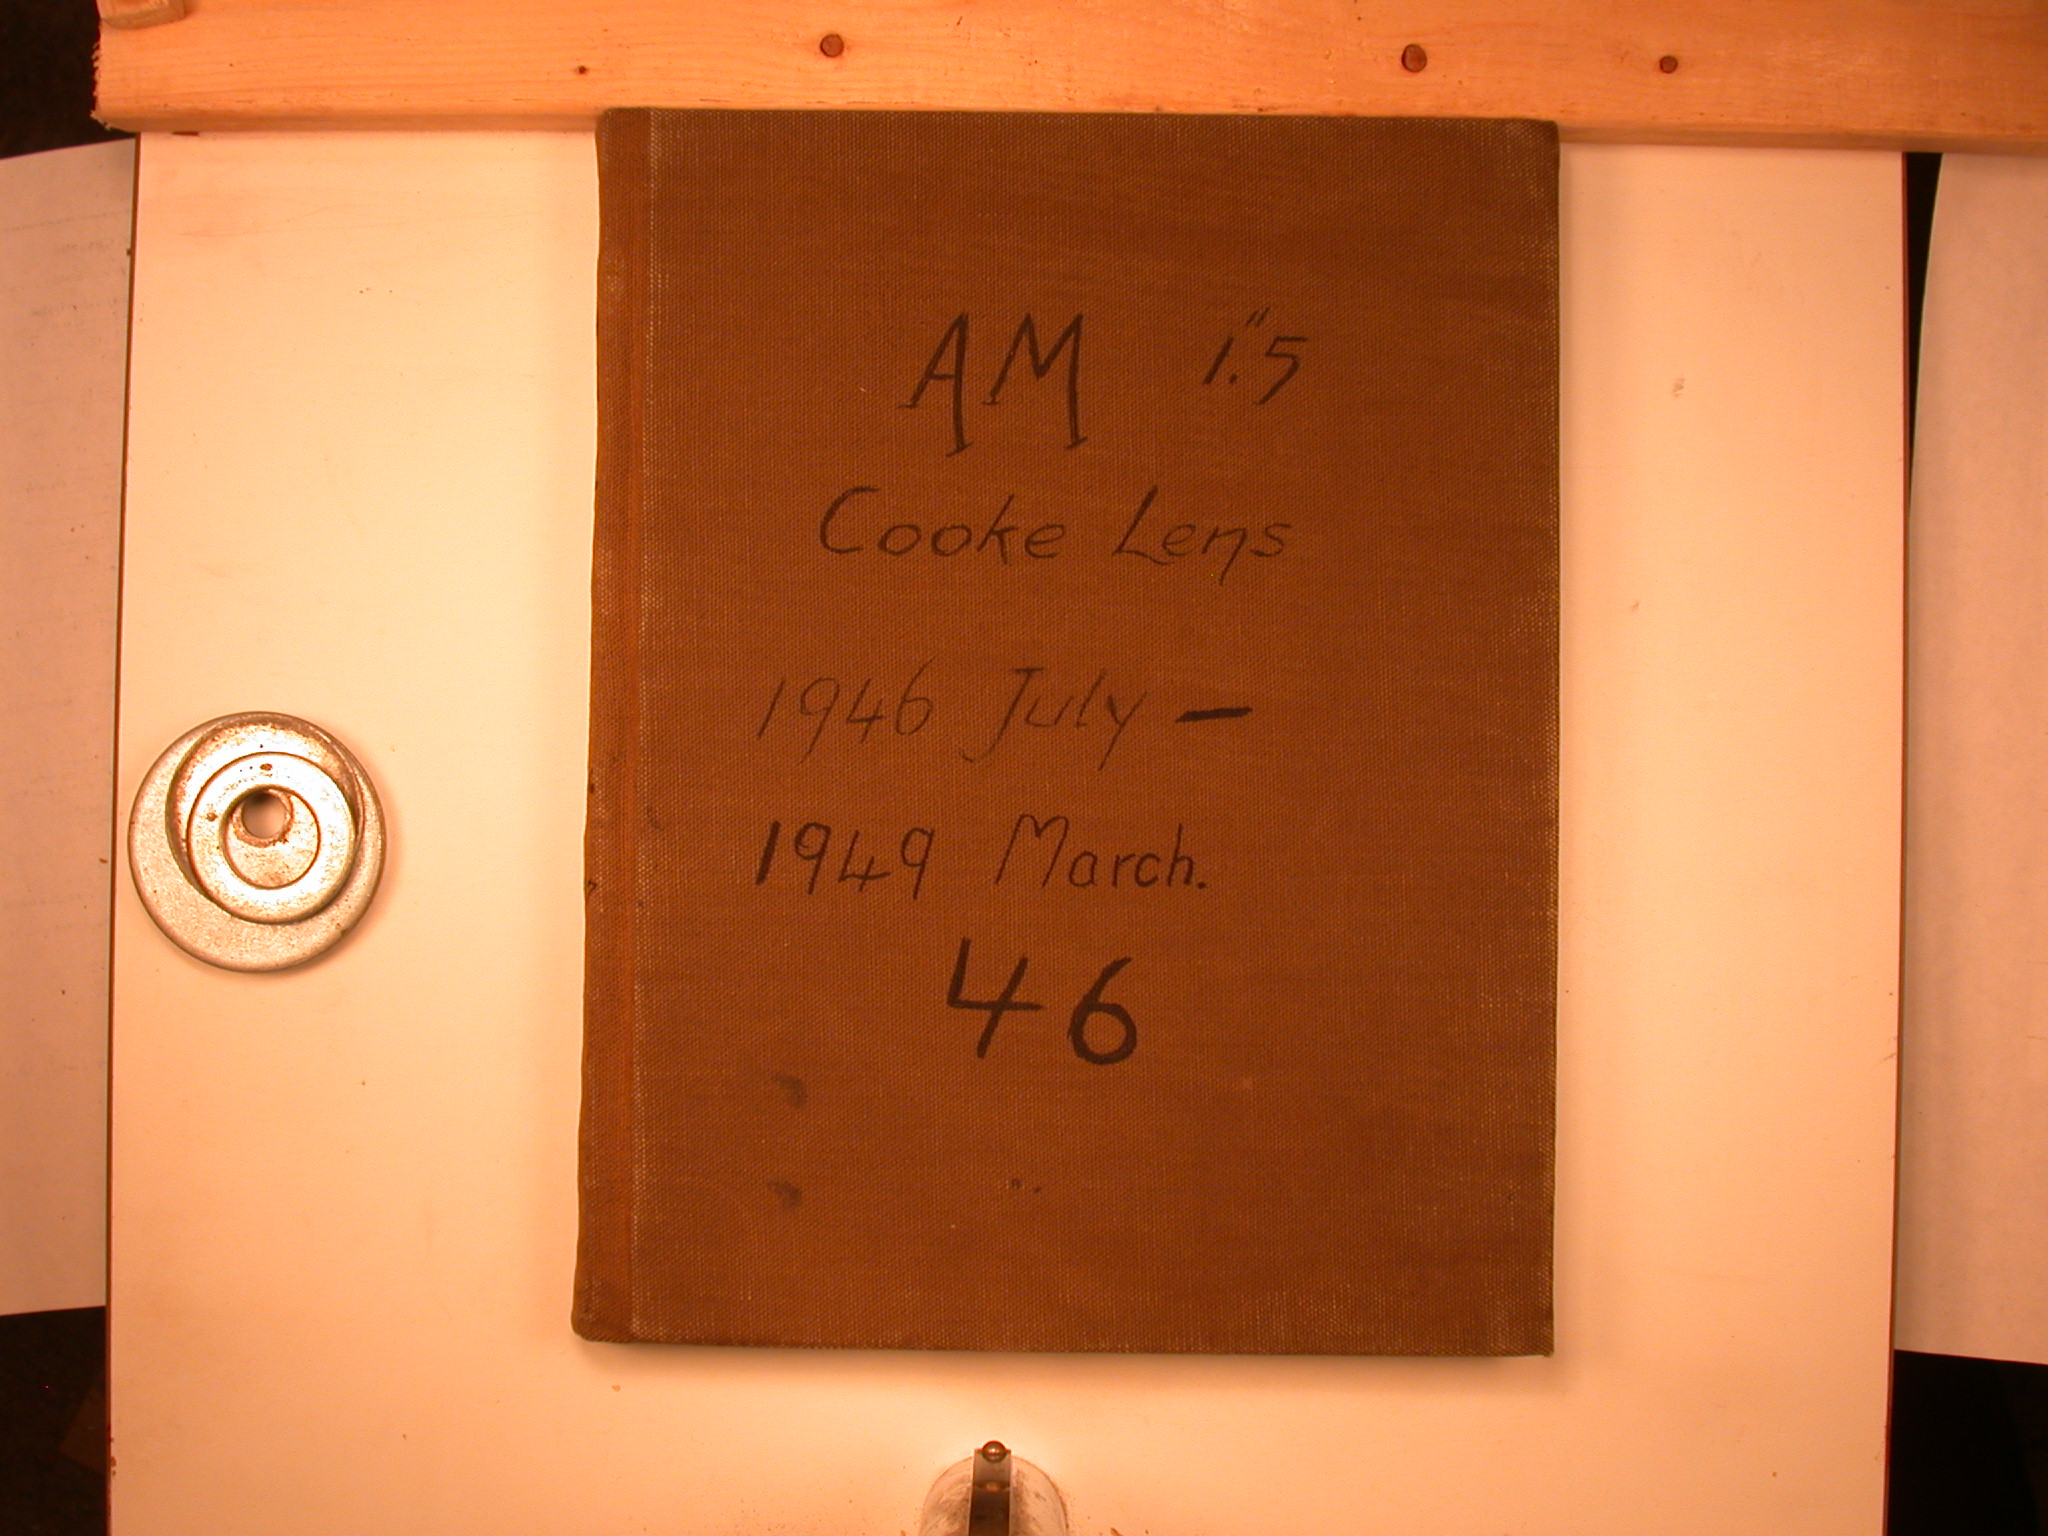 AM 1."5
Cooke Lens
1946 July —
1949 March.
46